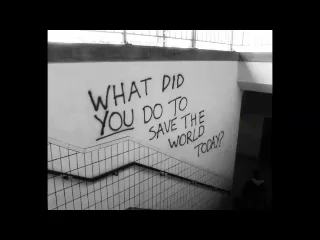 WHAT DID
YOU DO TO
SAVE THE
WORLD
TODAY?